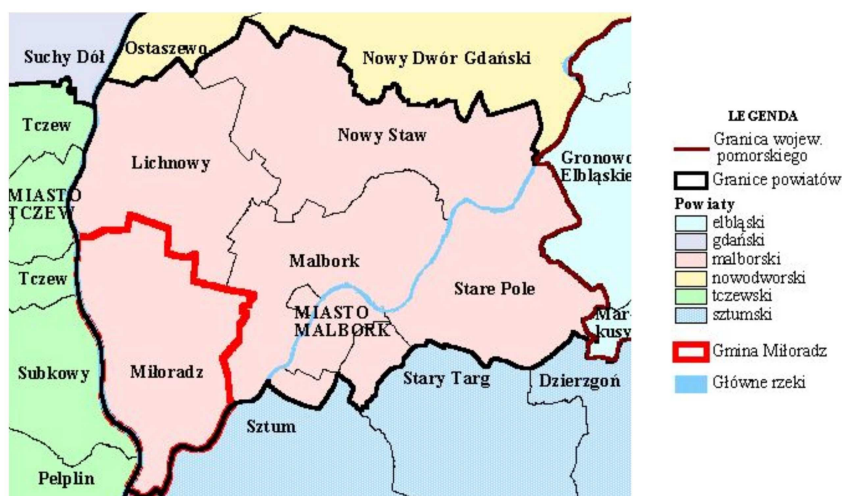 Suchy Dół
Ostaszewo
Nowy Dwór Gdański
Tczew
Nowy Staw
Lichnowy
Gronowo
Elbląskie
MIASTO
TCZEW
Malbork
Tczew
Stare Pole
MIASTO
MALBORK
Mar-
kusy
Subkowy
Miłoradz
Stary Targ
Dzierzgoń
Sztum
Pelplin
LEGENDA
Granica wojew.
pomorskiego
Granice powiatów
Powiaty
elbląski
gdański
malborski
nowodworski
tczewski
sztumski
Gmina Miłoradz
Główne rzeki